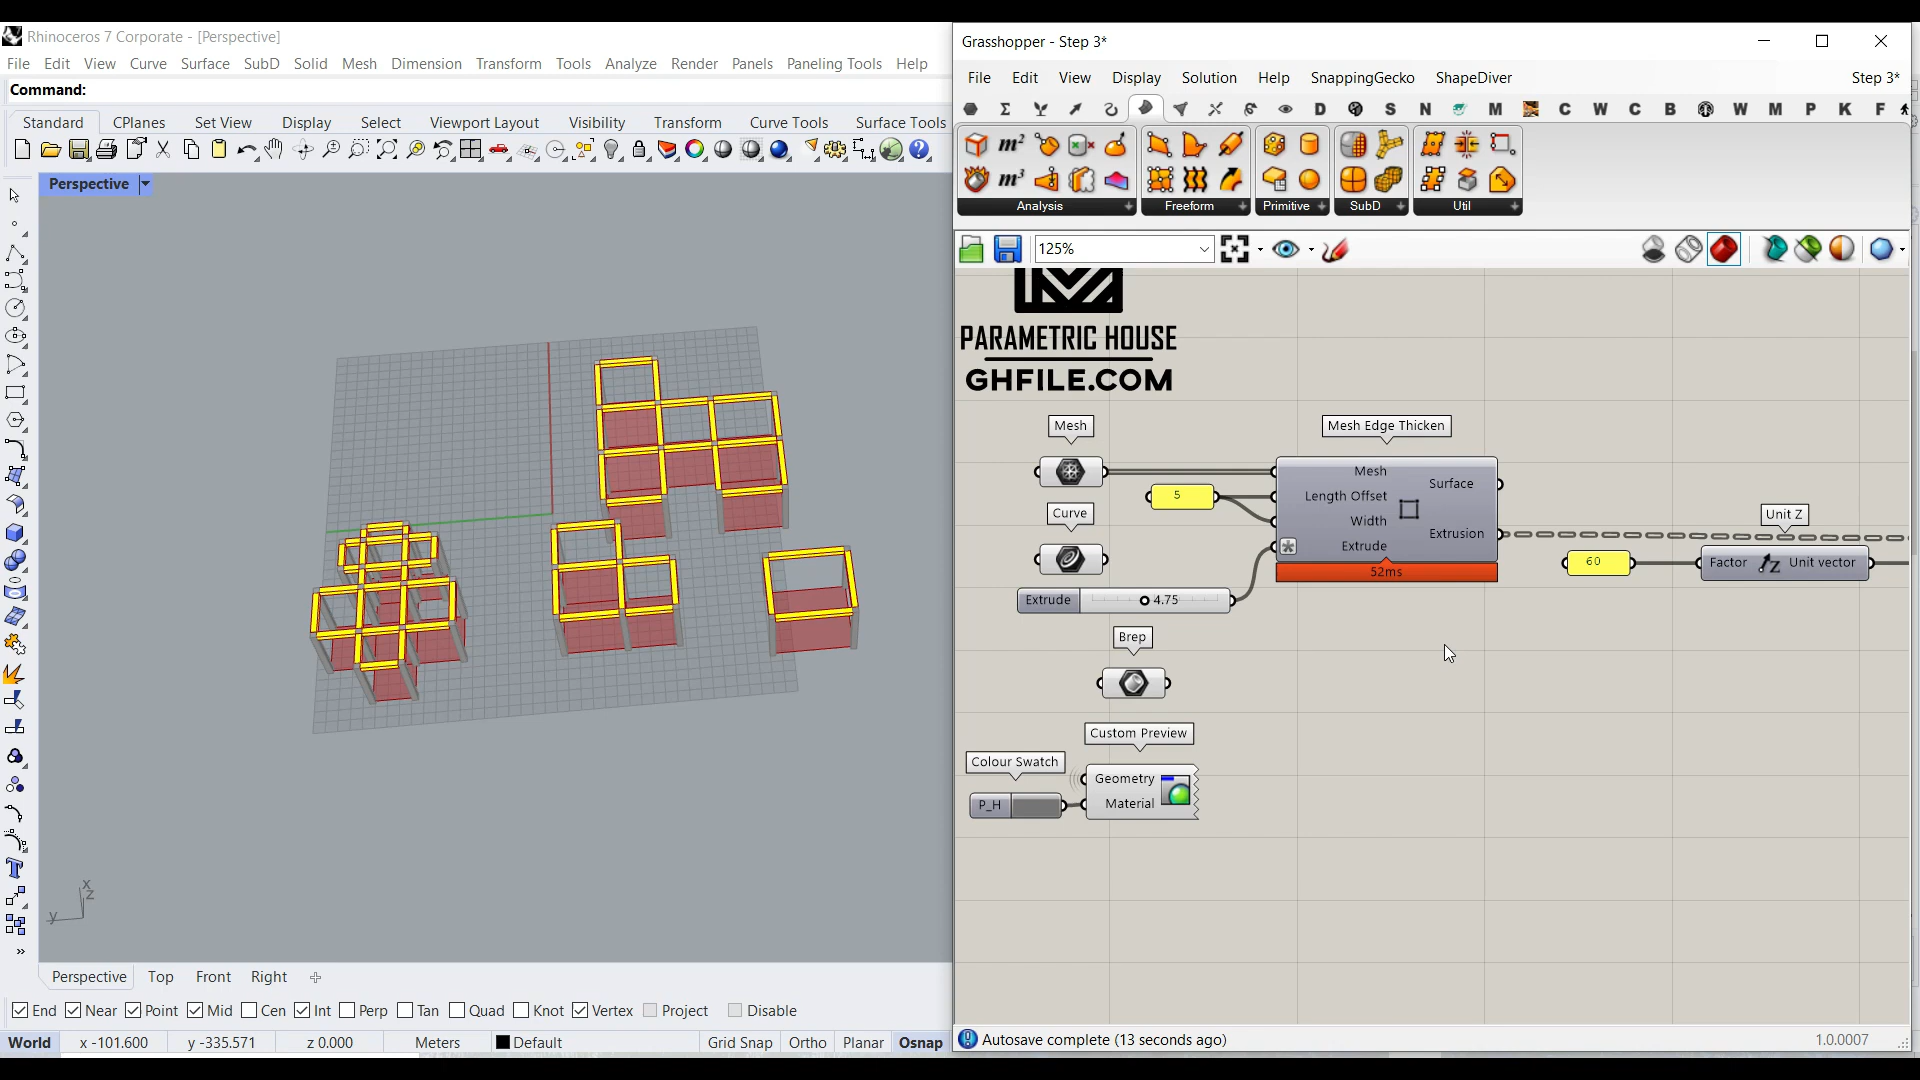 Rhinoceros 7 Corporate - [Perspective]
File Edit View Curve Surface SubD Solid Mesh Dimension Transform Tools Analyze Render Panels Paneling Tools Help
Command:
Standard CPlanes Set View Display Select Viewport Layout Visibility Transform Curve Tools Surface Tools
Perspective
x
z
y
Perspective Top Front Right
End Near Point Mid Cen Int Perp Tan Quad Knot Vertex Project Disable
World x -101.600 y -335.571 z 0.000 Meters Default Grid Snap Ortho Planar Osnap
Grasshopper - Step 3*
File Edit View Display Solution Help SnappingGecko ShapeDiver Step 3*
D S N M C W C B W M P K F
m²
m³
Analysis Freeform Primitive SubD Util
125%
PARAMETRIC HOUSE
GHFILE.COM
Mesh
Mesh Edge Thicken
Mesh
Length Offset
Width
Extrude
Surface
Extrusion
52ms
5
Curve
Extrude 4.75
Unit Z
60
Factor Unit vector
Brep
Custom Preview
Colour Swatch
Geometry
Material
P_H
Autosave complete (13 seconds ago)
1.0.0007